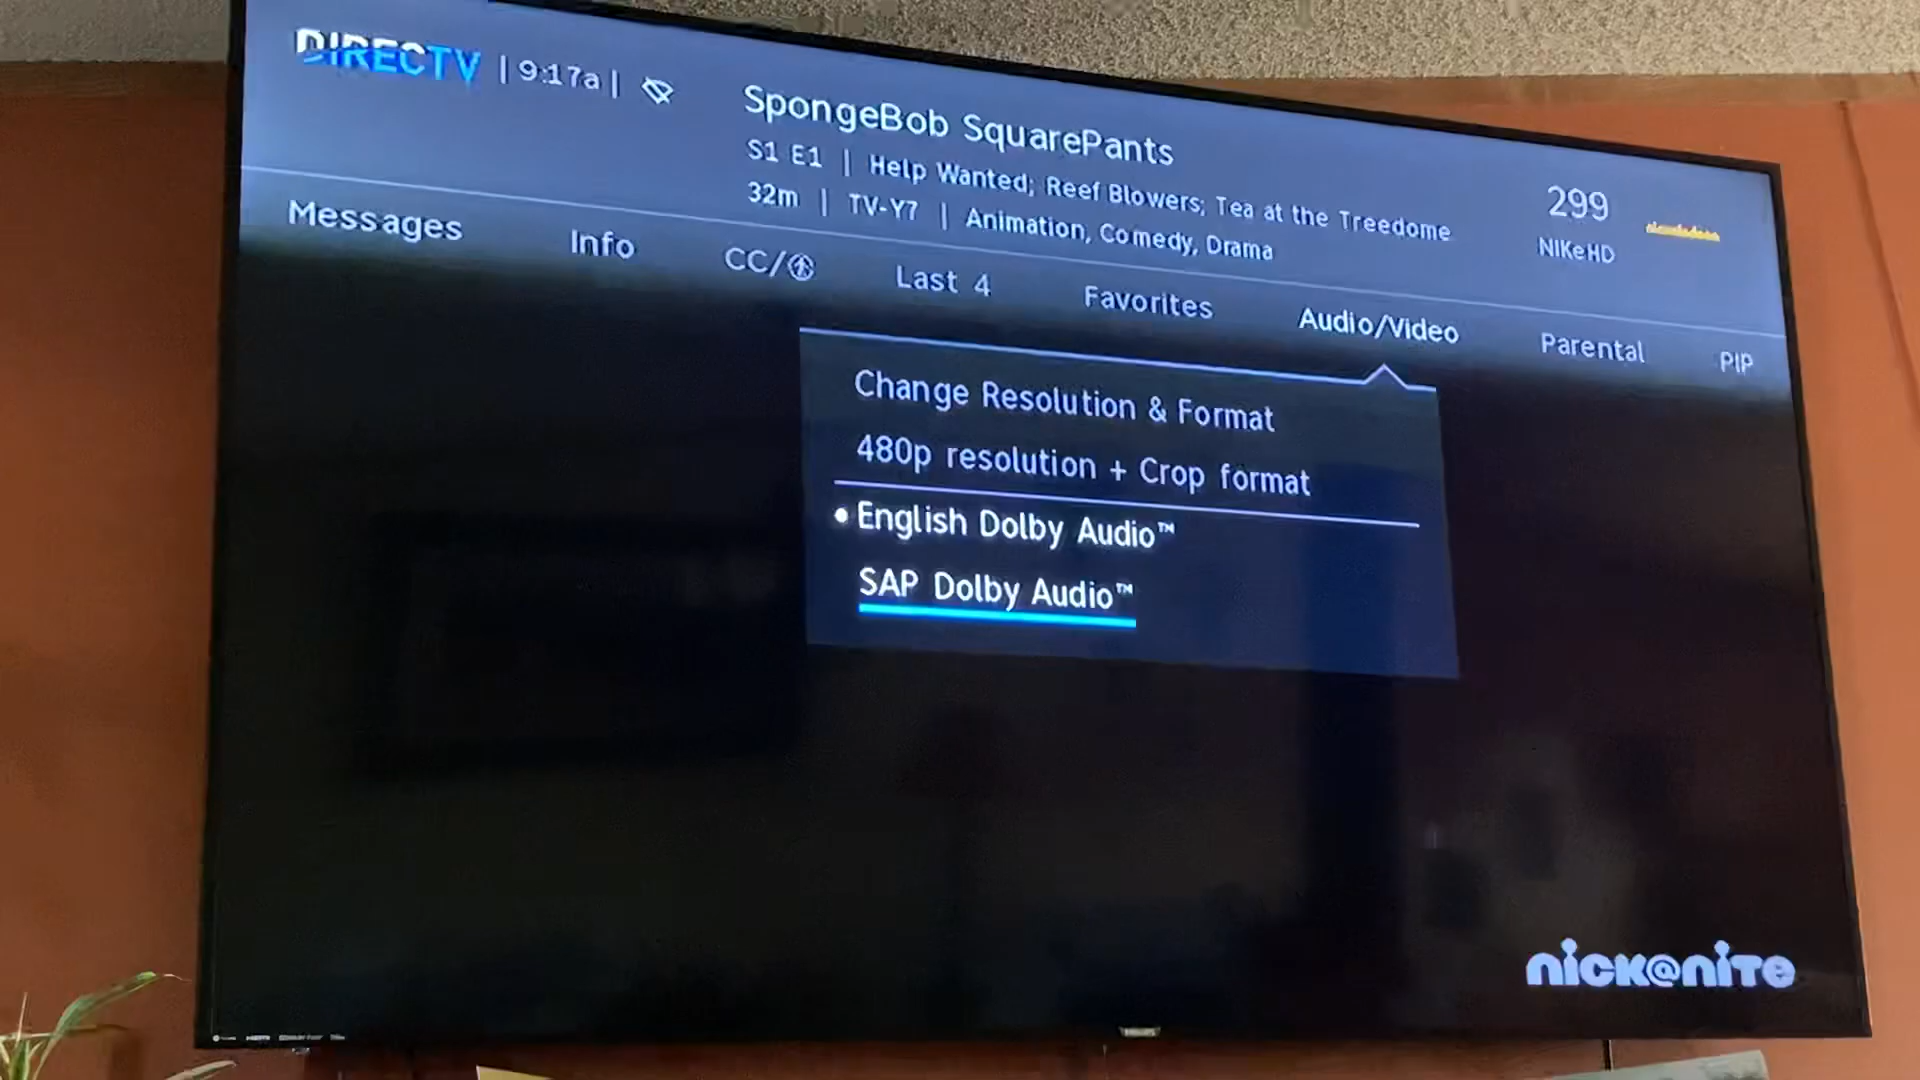 DIRECTV | 9:17a |
SpongeBob SquarePants
S1 E1 | Help Wanted; Reef Blowers; Tea at the Treedome
32m | TV-Y7 | Animation, Comedy, Drama
299
NIKeHD
nickelodeon
Messages Info CC/ Last 4 Favorites Audio/Video Parental PIP
Change Resolution & Format
480p resolution + Crop format
• English Dolby Audio™
SAP Dolby Audio™
nick@nite